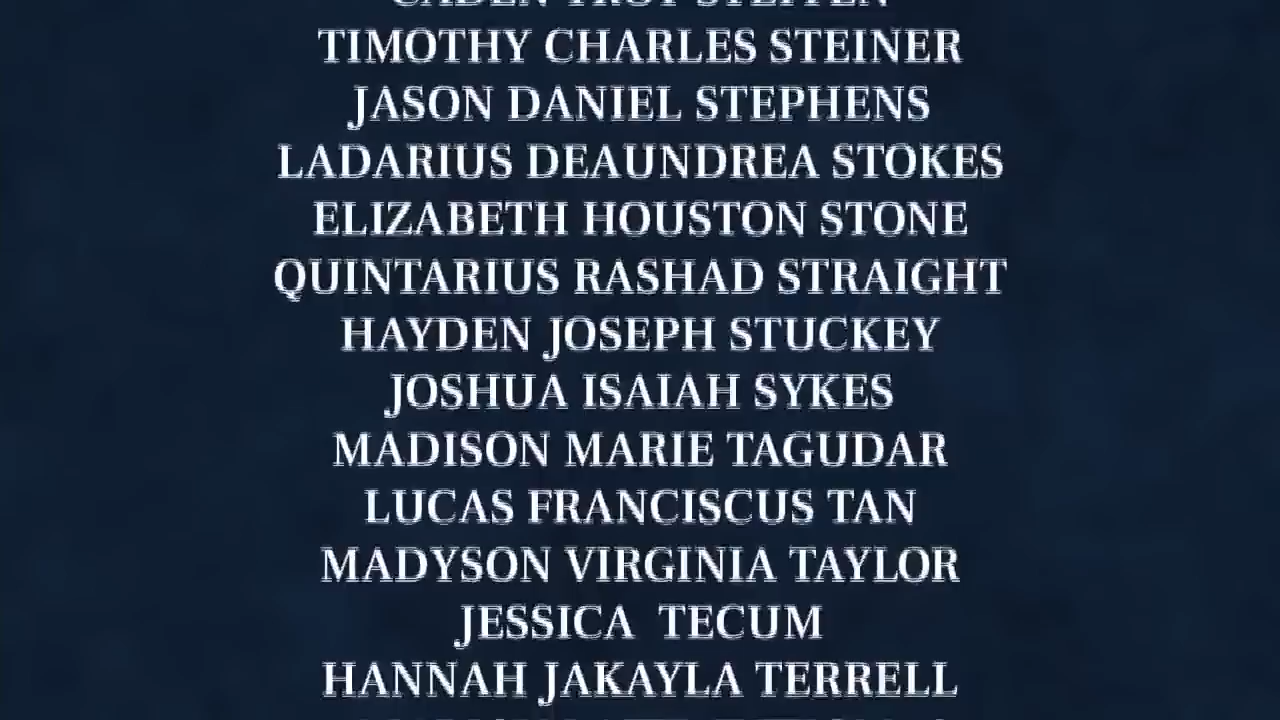 TIMOTHY CHARLES STEINER
JASON DANIEL STEPHENS
LADARIUS DEAUNDREA STOKES
ELIZABETH HOUSTON STONE
QUINTARIUS RASHAD STRAIGHT
HAYDEN JOSEPH STUCKEY
JOSHUA ISAIAH SYKES
MADISON MARIE TAGUDAR
LUCAS FRANCISCUS TAN
MADYSON VIRGINIA TAYLOR
JESSICA  TECUM
HANNAH JAKAYLA TERRELL